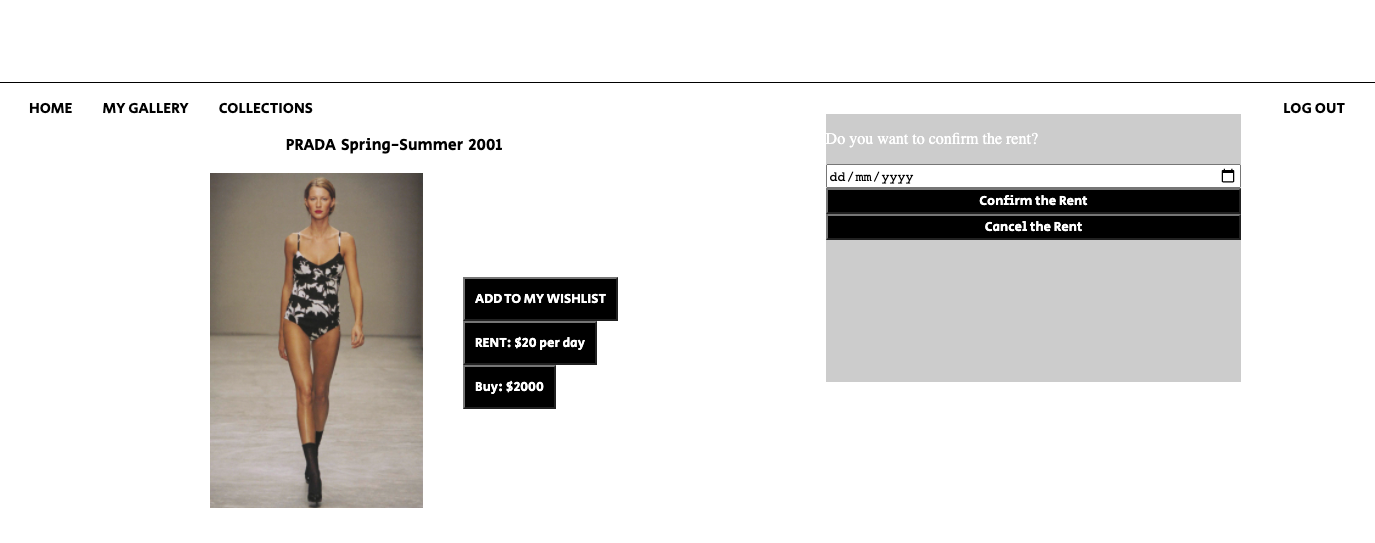 HOME
MY GALLERY
COLLECTIONS
LOG OUT
PRADA Spring-Summer 2001
ADD TO MY WISHLIST
RENT: $20 per day
Buy: $2000
Do you want to confirm the rent?
dd/mm/yyyy
Confirm the Rent
Cancel the Rent